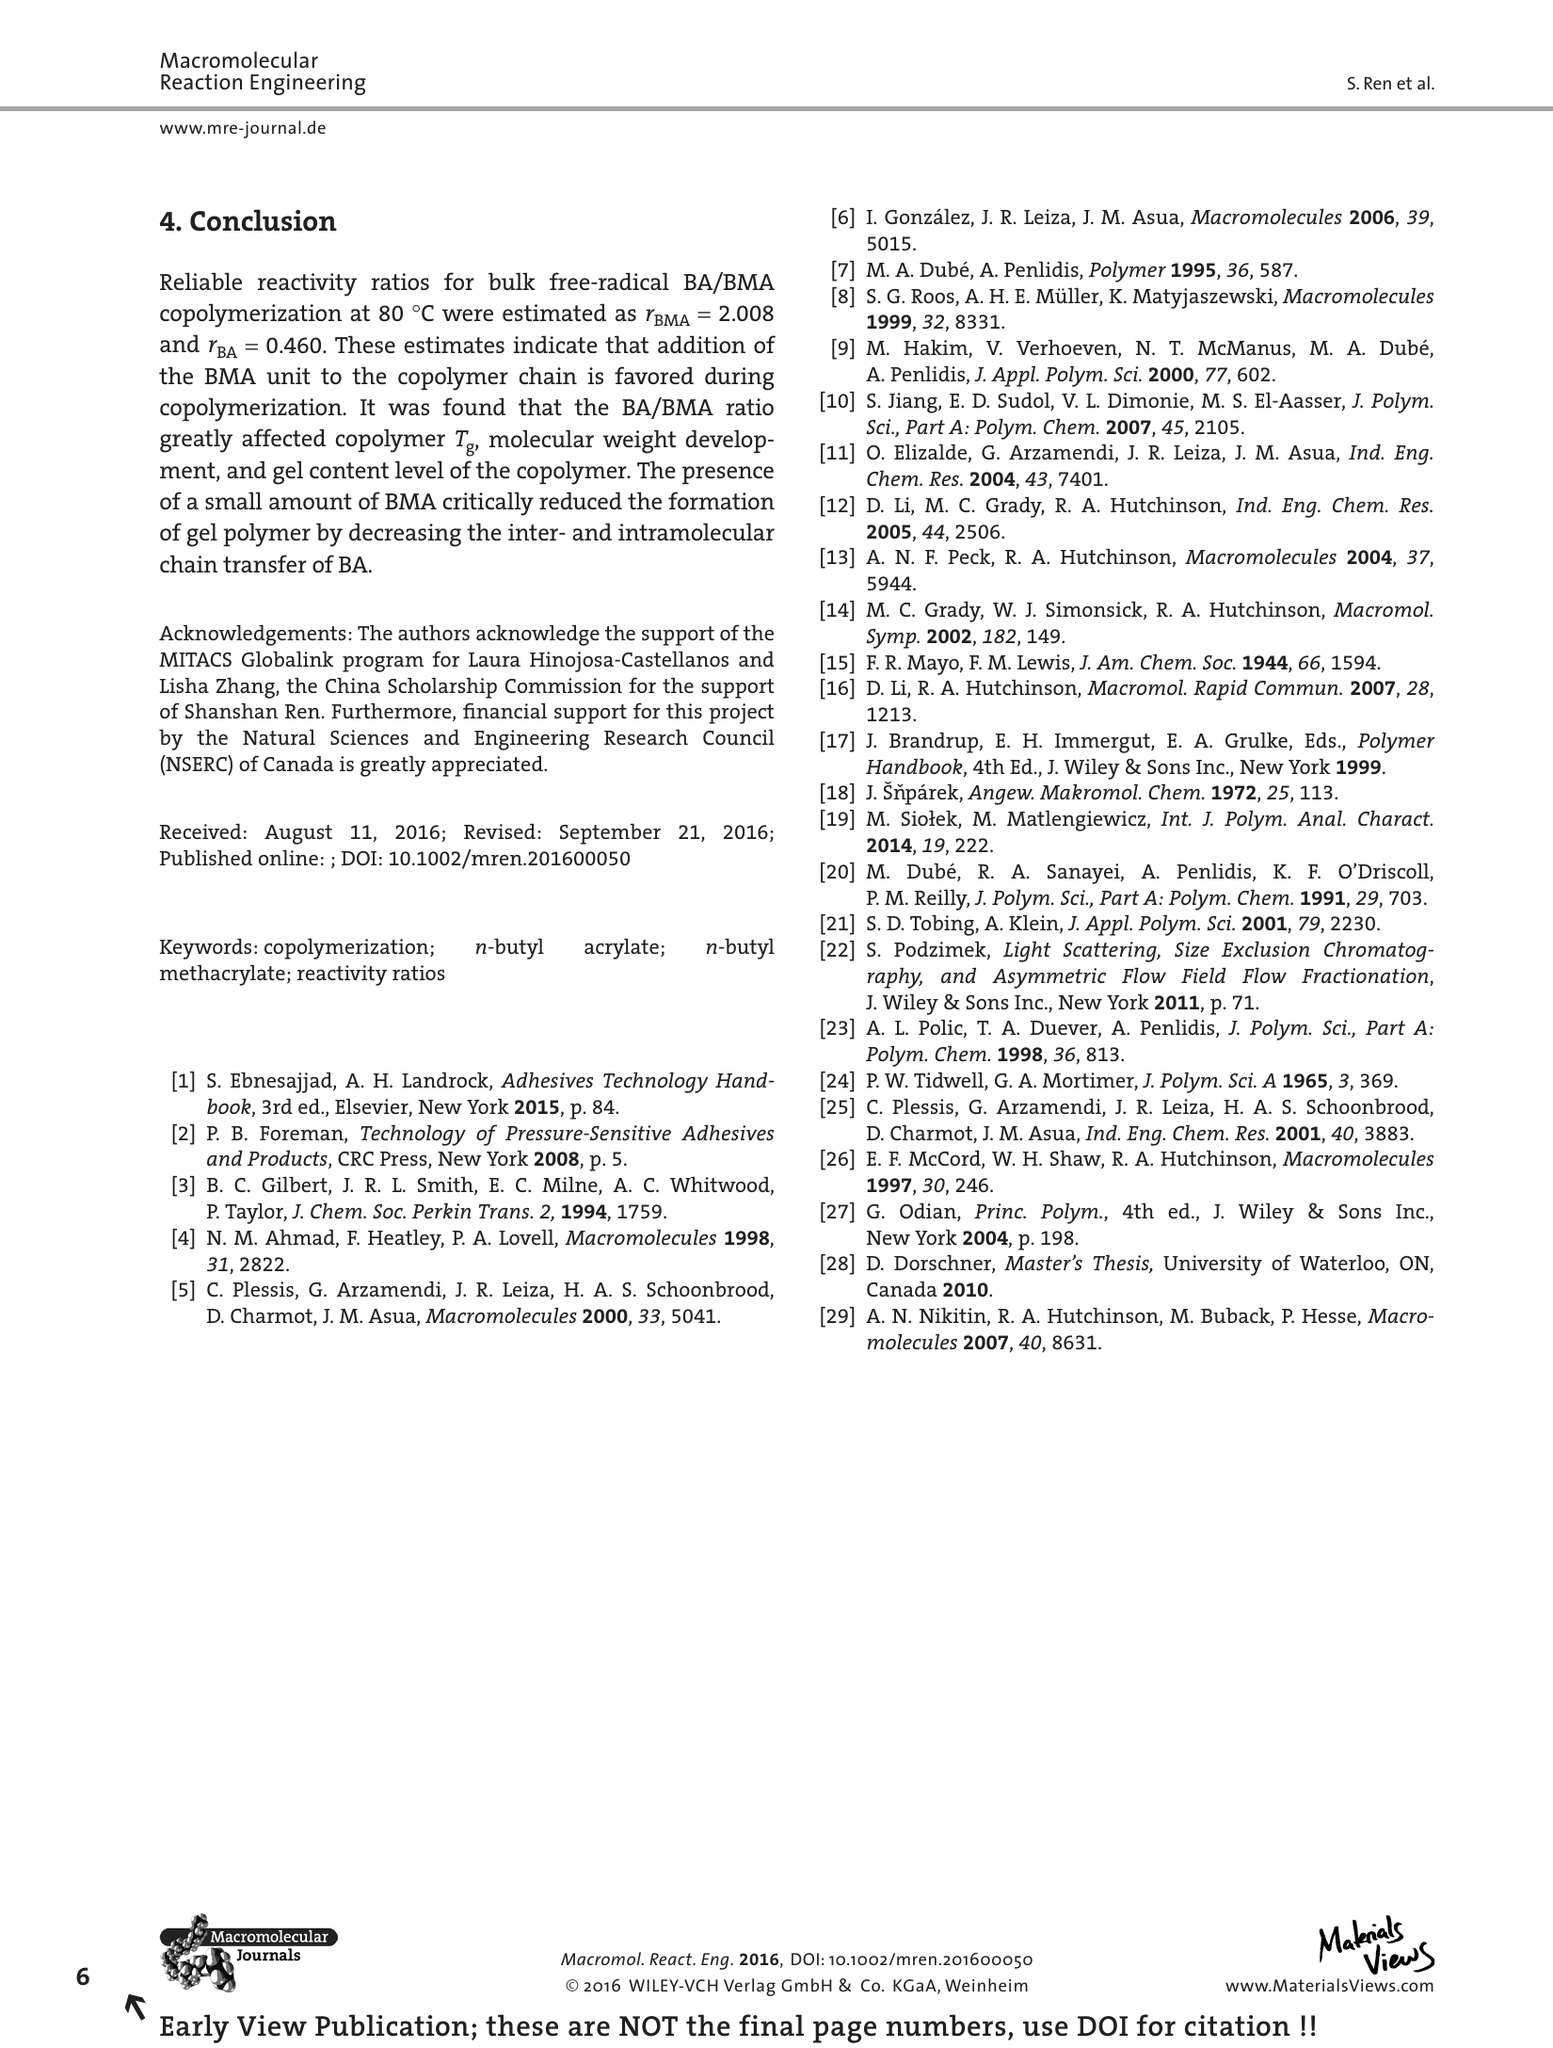 Macromolecular
Reaction Engineering
S. Ren et al.
www.mre-journal.de
4. Conclusion
Reliable reactivity ratios for bulk free-radical BA/BMA
copolymerization at 80 °C were estimated as rBMA = 2.008
and rBA = 0.460. These estimates indicate that addition of
the BMA unit to the copolymer chain is favored during
copolymerization. It was found that the BA/BMA ratio
greatly affected copolymer Tg, molecular weight develop-
ment, and gel content level of the copolymer. The presence
of a small amount of BMA critically reduced the formation
of gel polymer by decreasing the inter- and intramolecular
chain transfer of BA.
Acknowledgements: The authors acknowledge the support of the
MITACS Globalink program for Laura Hinojosa-Castellanos and
Lisha Zhang, the China Scholarship Commission for the support
of Shanshan Ren. Furthermore, financial support for this project
by the Natural Sciences and Engineering Research Council
(NSERC) of Canada is greatly appreciated.
Received: August 11, 2016; Revised: September 21, 2016;
Published online: ; DOI: 10.1002/mren.201600050
Keywords: copolymerization; n-butyl acrylate; n-butyl
methacrylate; reactivity ratios
[1] S. Ebnesajjad, A. H. Landrock, Adhesives Technology Hand-
book, 3rd ed., Elsevier, New York 2015, p. 84.
[2] P. B. Foreman, Technology of Pressure-Sensitive Adhesives
and Products, CRC Press, New York 2008, p. 5.
[3] B. C. Gilbert, J. R. L. Smith, E. C. Milne, A. C. Whitwood,
P. Taylor, J. Chem. Soc. Perkin Trans. 2, 1994, 1759.
[4] N. M. Ahmad, F. Heatley, P. A. Lovell, Macromolecules 1998,
31, 2822.
[5] C. Plessis, G. Arzamendi, J. R. Leiza, H. A. S. Schoonbrood,
D. Charmot, J. M. Asua, Macromolecules 2000, 33, 5041.
[6] I. González, J. R. Leiza, J. M. Asua, Macromolecules 2006, 39,
5015.
[7] M. A. Dubé, A. Penlidis, Polymer 1995, 36, 587.
[8] S. G. Roos, A. H. E. Müller, K. Matyjaszewski, Macromolecules
1999, 32, 8331.
[9] M. Hakim, V. Verhoeven, N. T. McManus, M. A. Dubé,
A. Penlidis, J. Appl. Polym. Sci. 2000, 77, 602.
[10] S. Jiang, E. D. Sudol, V. L. Dimonie, M. S. El-Aasser, J. Polym.
Sci., Part A: Polym. Chem. 2007, 45, 2105.
[11] O. Elizalde, G. Arzamendi, J. R. Leiza, J. M. Asua, Ind. Eng.
Chem. Res. 2004, 43, 7401.
[12] D. Li, M. C. Grady, R. A. Hutchinson, Ind. Eng. Chem. Res.
2005, 44, 2506.
[13] A. N. F. Peck, R. A. Hutchinson, Macromolecules 2004, 37,
5944.
[14] M. C. Grady, W. J. Simonsick, R. A. Hutchinson, Macromol.
Symp. 2002, 182, 149.
[15] F. R. Mayo, F. M. Lewis, J. Am. Chem. Soc. 1944, 66, 1594.
[16] D. Li, R. A. Hutchinson, Macromol. Rapid Commun. 2007, 28,
1213.
[17] J. Brandrup, E. H. Immergut, E. A. Grulke, Eds., Polymer
Handbook, 4th Ed., J. Wiley & Sons Inc., New York 1999.
[18] J. Šňpárek, Angew. Makromol. Chem. 1972, 25, 113.
[19] M. Siołek, M. Matlengiewicz, Int. J. Polym. Anal. Charact.
2014, 19, 222.
[20] M. Dubé, R. A. Sanayei, A. Penlidis, K. F. O’Driscoll,
P. M. Reilly, J. Polym. Sci., Part A: Polym. Chem. 1991, 29, 703.
[21] S. D. Tobing, A. Klein, J. Appl. Polym. Sci. 2001, 79, 2230.
[22] S. Podzimek, Light Scattering, Size Exclusion Chromatog-
raphy, and Asymmetric Flow Field Flow Fractionation,
J. Wiley & Sons Inc., New York 2011, p. 71.
[23] A. L. Polic, T. A. Duever, A. Penlidis, J. Polym. Sci., Part A:
Polym. Chem. 1998, 36, 813.
[24] P. W. Tidwell, G. A. Mortimer, J. Polym. Sci. A 1965, 3, 369.
[25] C. Plessis, G. Arzamendi, J. R. Leiza, H. A. S. Schoonbrood,
D. Charmot, J. M. Asua, Ind. Eng. Chem. Res. 2001, 40, 3883.
[26] E. F. McCord, W. H. Shaw, R. A. Hutchinson, Macromolecules
1997, 30, 246.
[27] G. Odian, Princ. Polym., 4th ed., J. Wiley & Sons Inc.,
New York 2004, p. 198.
[28] D. Dorschner, Master’s Thesis, University of Waterloo, ON,
Canada 2010.
[29] A. N. Nikitin, R. A. Hutchinson, M. Buback, P. Hesse, Macro-
molecules 2007, 40, 8631.
6
Macromolecular
Journals
Macromol. React. Eng. 2016, DOI: 10.1002/mren.201600050
© 2016 WILEY-VCH Verlag GmbH & Co. KGaA, Weinheim
Materials
Views
www.MaterialsViews.com
Early View Publication; these are NOT the final page numbers, use DOI for citation !!